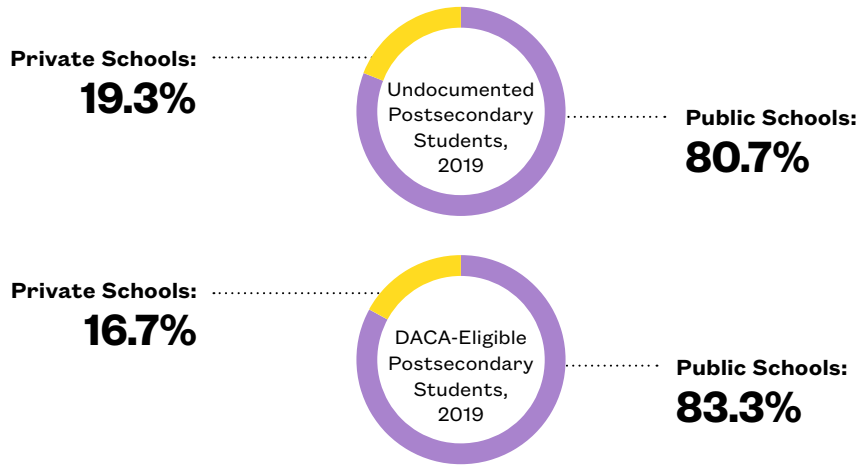 Private Schools:
19.3%
Undocumented
Postsecondary
Students,
2019
Public Schools:
80.7%
Private Schools:
16.7%
DACA-Eligible
Postsecondary
Students,
2019
Public Schools:
83.3%